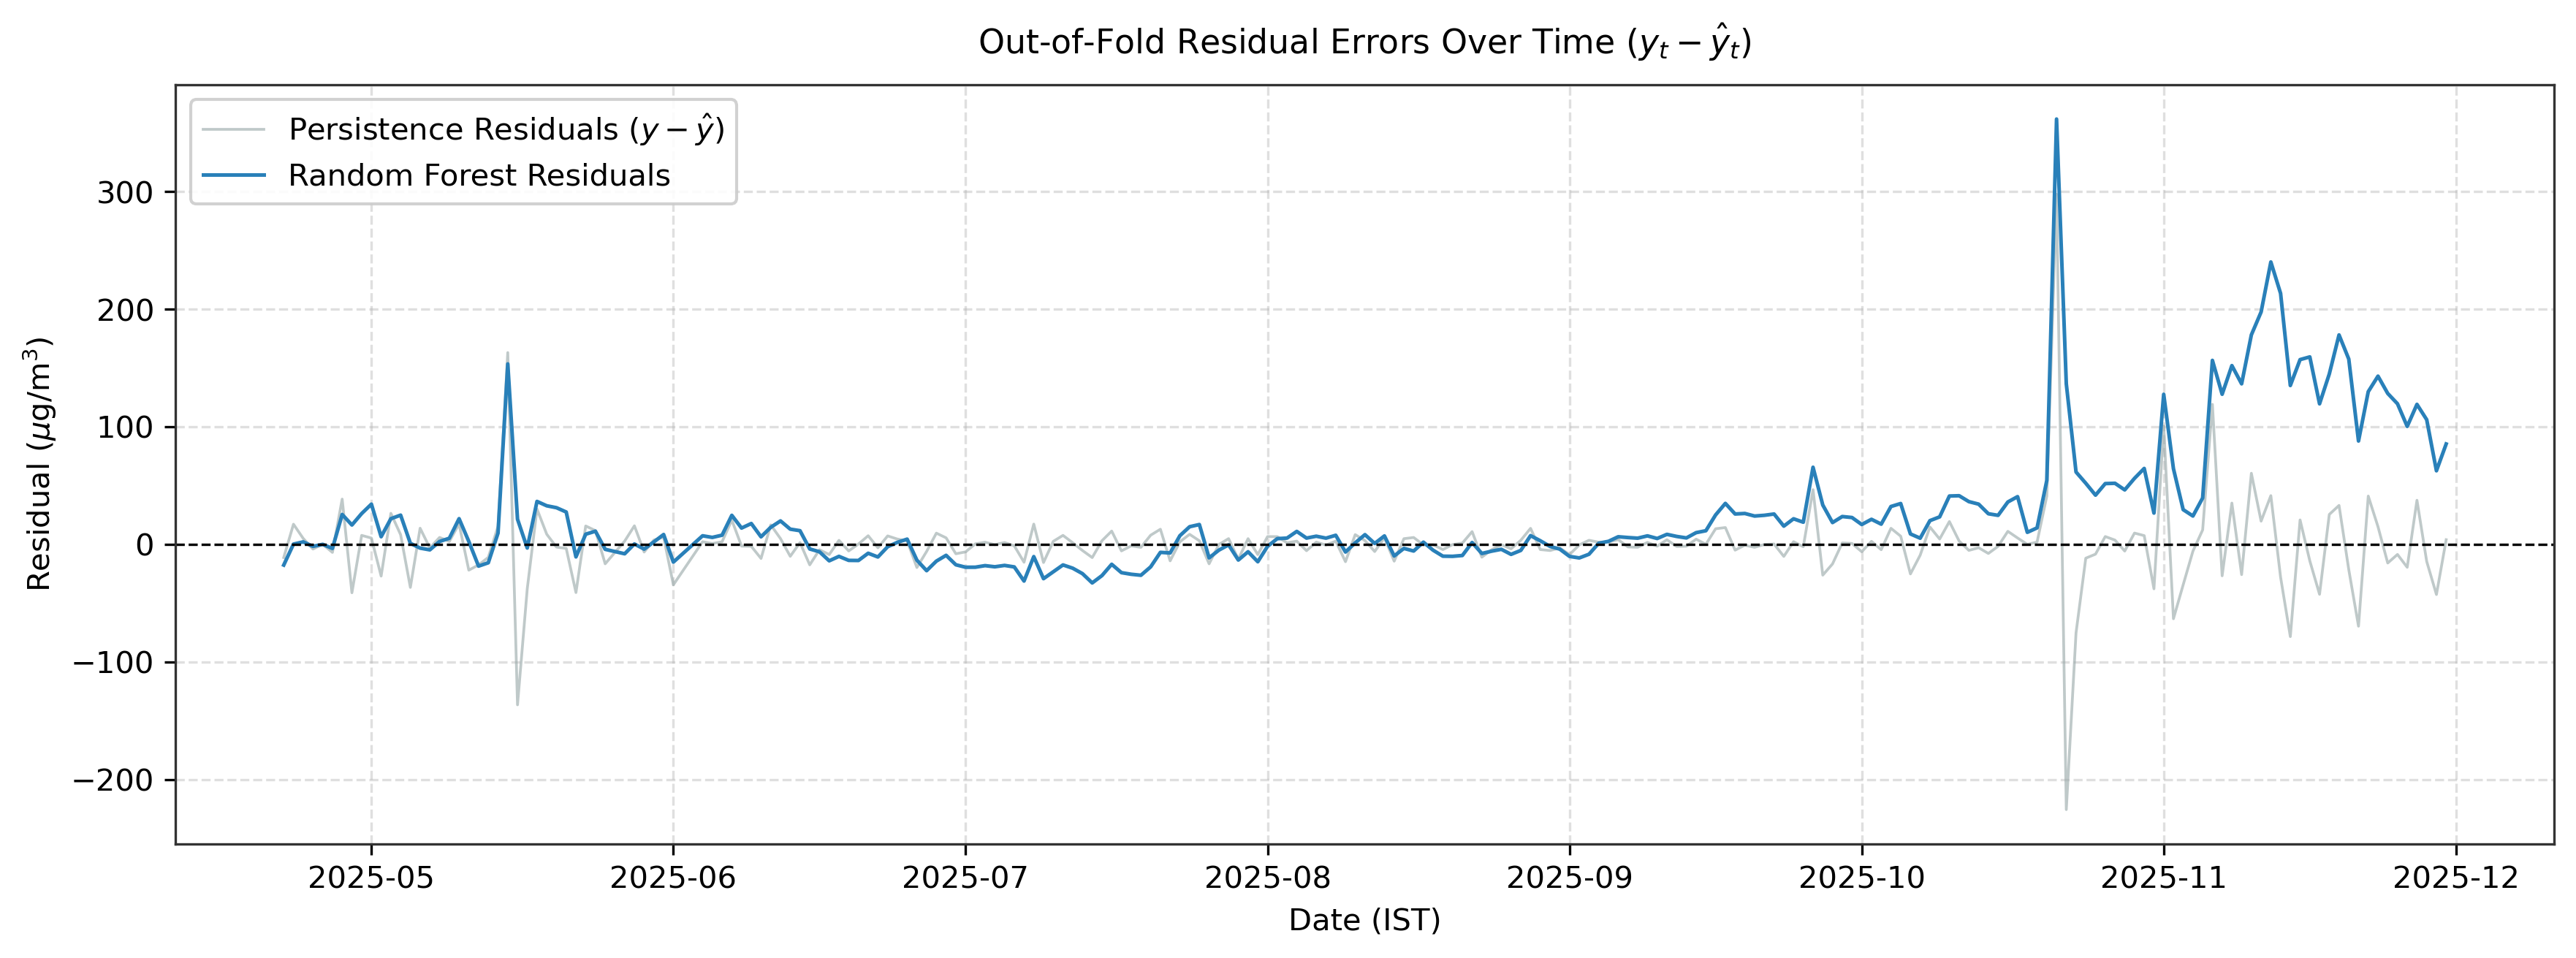 Out-of-Fold Residual Errors Over Time ($y_t - \hat{y}_t$)
Persistence Residuals ($y - \hat{y}$)
Random Forest Residuals
Residual ($\mu$g/m$^3$)
300
200
100
0
−100
−200
2025-05 2025-06 2025-07 2025-08 2025-09 2025-10 2025-11 2025-12
Date (IST)